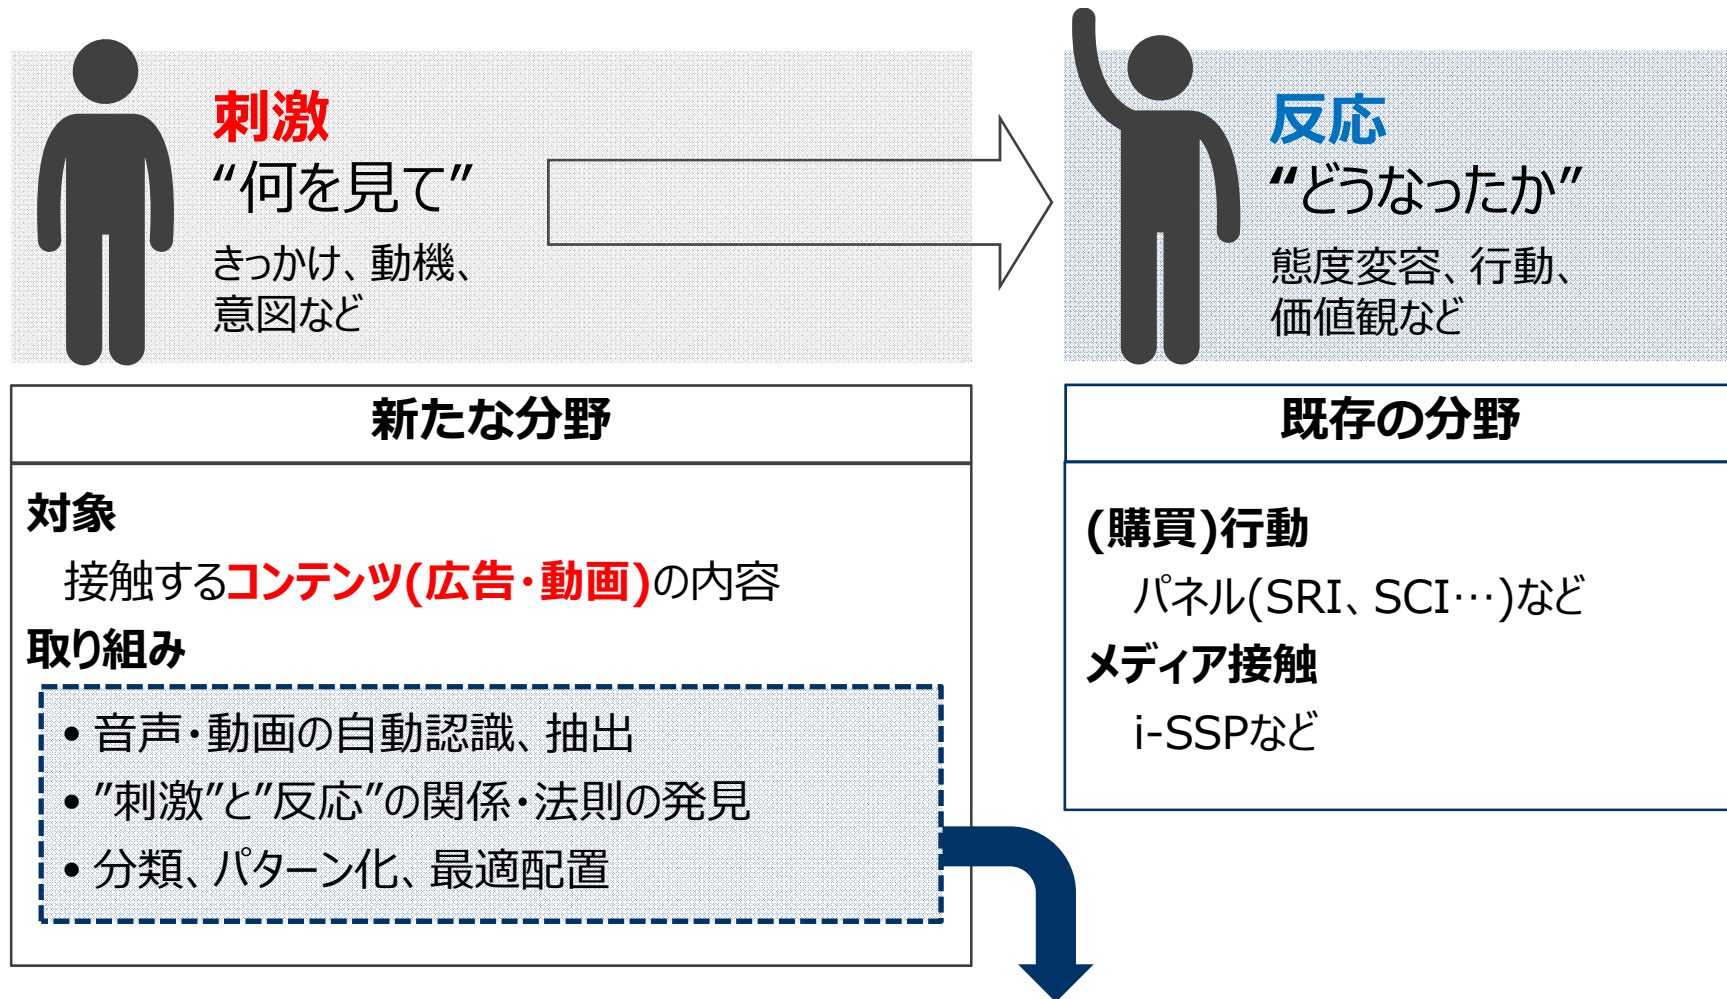 刺激
“何を見て”
きっかけ、動機、
意図など
反応
“どうなったか”
態度変容、行動、
価値観など
新たな分野
対象
接触するコンテンツ(広告・動画)の内容
取り組み
• 音声・動画の自動認識、抽出
• ”刺激”と”反応”の関係・法則の発見
• 分類、パターン化、最適配置
既存の分野
(購買)行動
パネル(SRI、SCI…)など
メディア接触
i-SSPなど